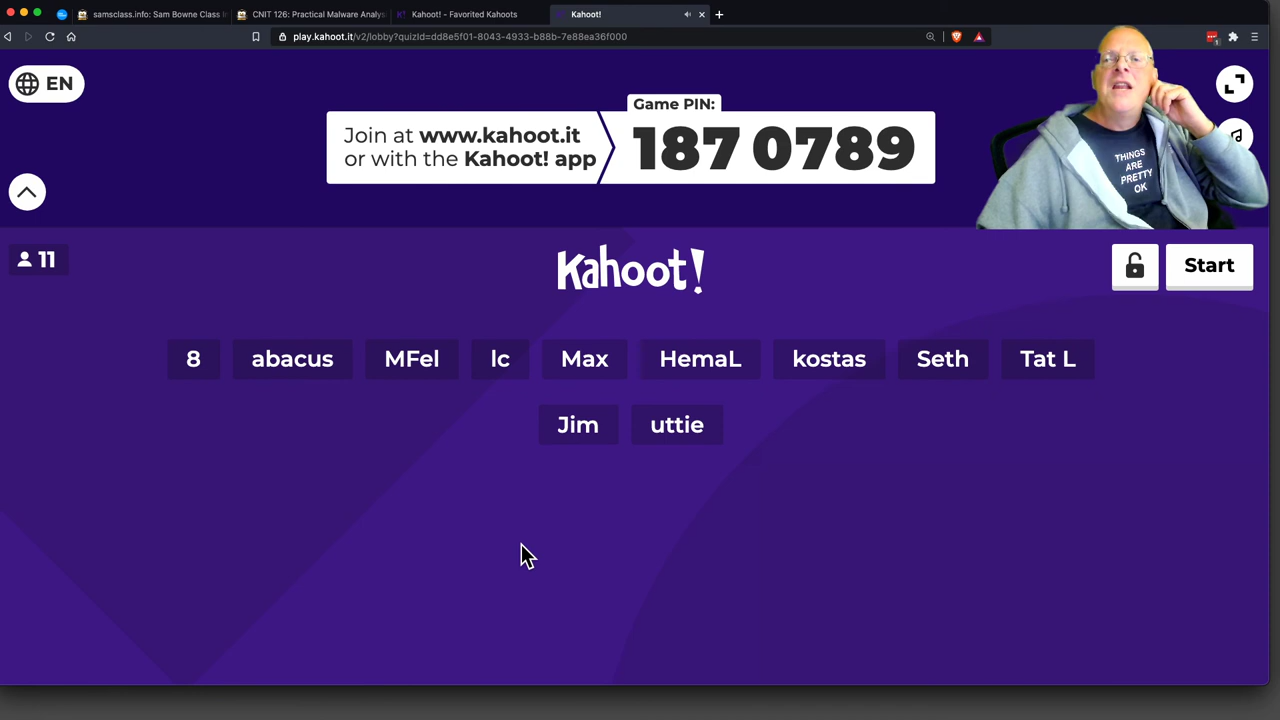 samsclass.info: Sam Bowne Class I
CNIT 126: Practical Malware Analys
Kahoot! - Favorited Kahoots
Kahoot!
play.kahoot.it/v2/lobby?quizId=dd8e5f01-8043-4933-b88b-7e88ea36f000
EN
Game PIN:
Join at www.kahoot.it
or with the Kahoot! app
187 0789
THINGS
ARE
PRETTY
OK
11
Kahoot!
Start
8 abacus MFel lc Max HemaL kostas Seth Tat L
Jim uttie